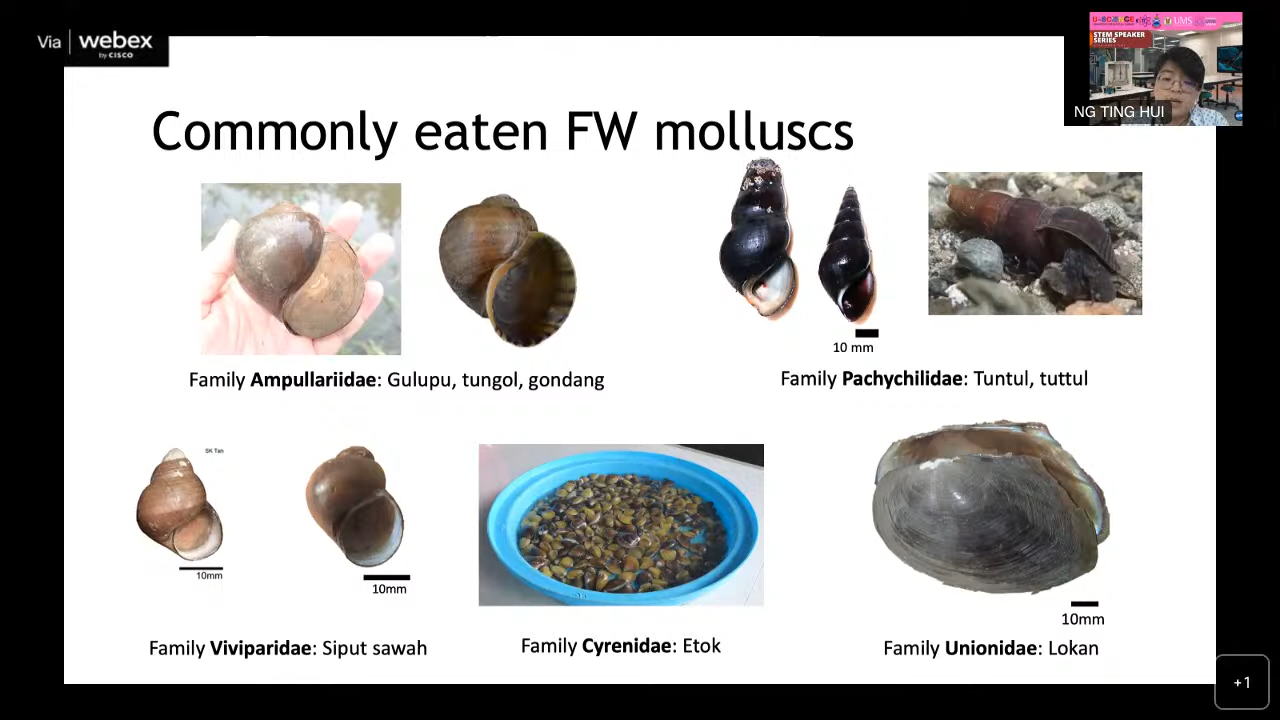 Via webex
by CISCO
U-SCIENCE
UMS
STEM SPEAKER
SERIES
NG TING HUI
Commonly eaten FW molluscs
10 mm
Family Ampullariidae: Gulupu, tungol, gondang
Family Pachychilidae: Tuntul, tuttul
SK Tan
10mm
10mm
10mm
Family Viviparidae: Siput sawah
Family Cyrenidae: Etok
Family Unionidae: Lokan
+1